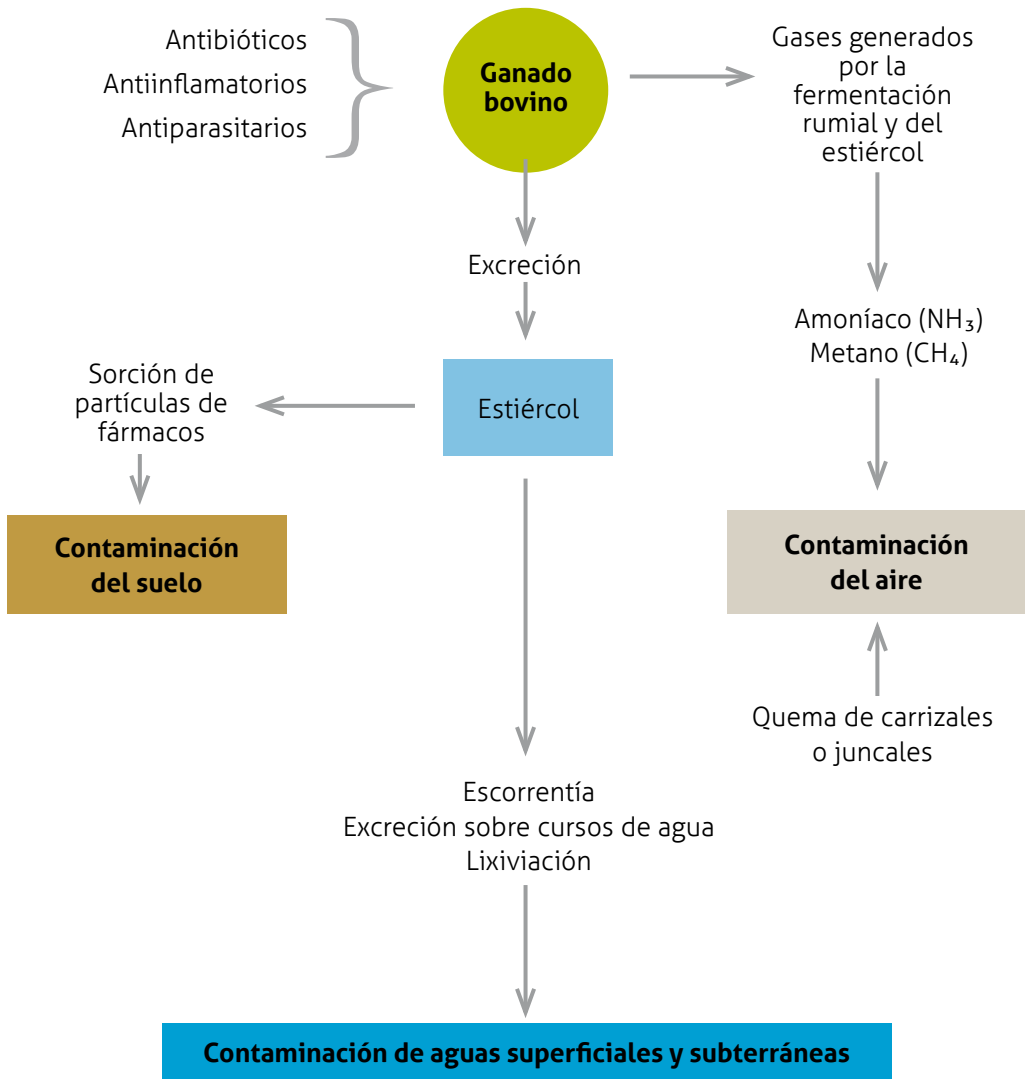 Antibióticos
Antiinflamatorios
Antiparasitarios
Ganado
bovino
Gases generados
por la
fermentación
rumial y del
estiércol
Excreción
Amoníaco (NH₃)
Metano (CH₄)
Sorción de
partículas de
fármacos
Estiércol
Contaminación
del suelo
Contaminación
del aire
Quema de carrizales
o juncales
Escorrentía
Excreción sobre cursos de agua
Lixiviación
Contaminación de aguas superficiales y subterráneas